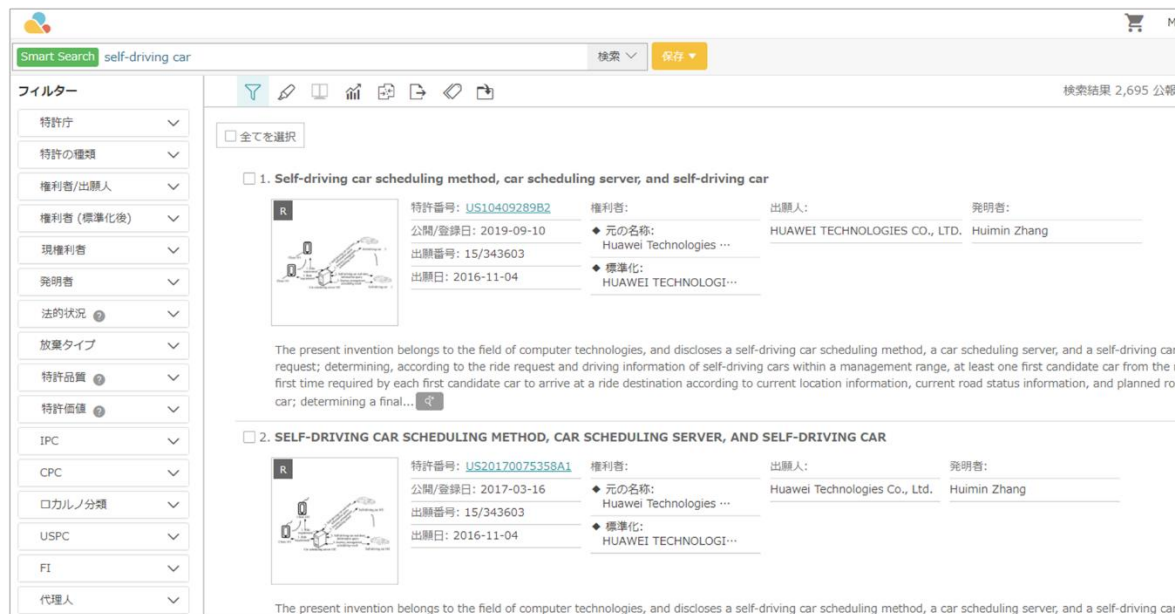 M
Smart Search self-driving car 検索 保存
フィルター
検索結果 2,695 公報
特許庁
特許の種類
権利者/出願人
権利者 (標準化後)
現権利者
発明者
法的状況
放棄タイプ
特許品質
特許価値
IPC
CPC
ロカルノ分類
USPC
FI
代理人
全てを選択
1. Self-driving car scheduling method, car scheduling server, and self-driving car
R
特許番号: US10409289B2
公開/登録日: 2019-09-10
出願番号: 15/343603
出願日: 2016-11-04
権利者:
◆ 元の名称:
Huawei Technologies ···
◆ 標準化:
HUAWEI TECHNOLOGI···
出願人:
HUAWEI TECHNOLOGIES CO., LTD.
発明者:
Huimin Zhang
The present invention belongs to the field of computer technologies, and discloses a self-driving car scheduling method, a car scheduling server, and a self-driving car
request; determining, according to the ride request and driving information of self-driving cars within a management range, at least one first candidate car from the
first time required by each first candidate car to arrive at a ride destination according to current location information, current road status information, and planned ro
car; determining a final...
2. SELF-DRIVING CAR SCHEDULING METHOD, CAR SCHEDULING SERVER, AND SELF-DRIVING CAR
R
特許番号: US20170075358A1
公開/登録日: 2017-03-16
出願番号: 15/343603
出願日: 2016-11-04
権利者:
◆ 元の名称:
Huawei Technologies ···
◆ 標準化:
HUAWEI TECHNOLOGI···
出願人:
Huawei Technologies Co., Ltd.
発明者:
Huimin Zhang
The present invention belongs to the field of computer technologies, and discloses a self-driving car scheduling method, a car scheduling server, and a self-driving car